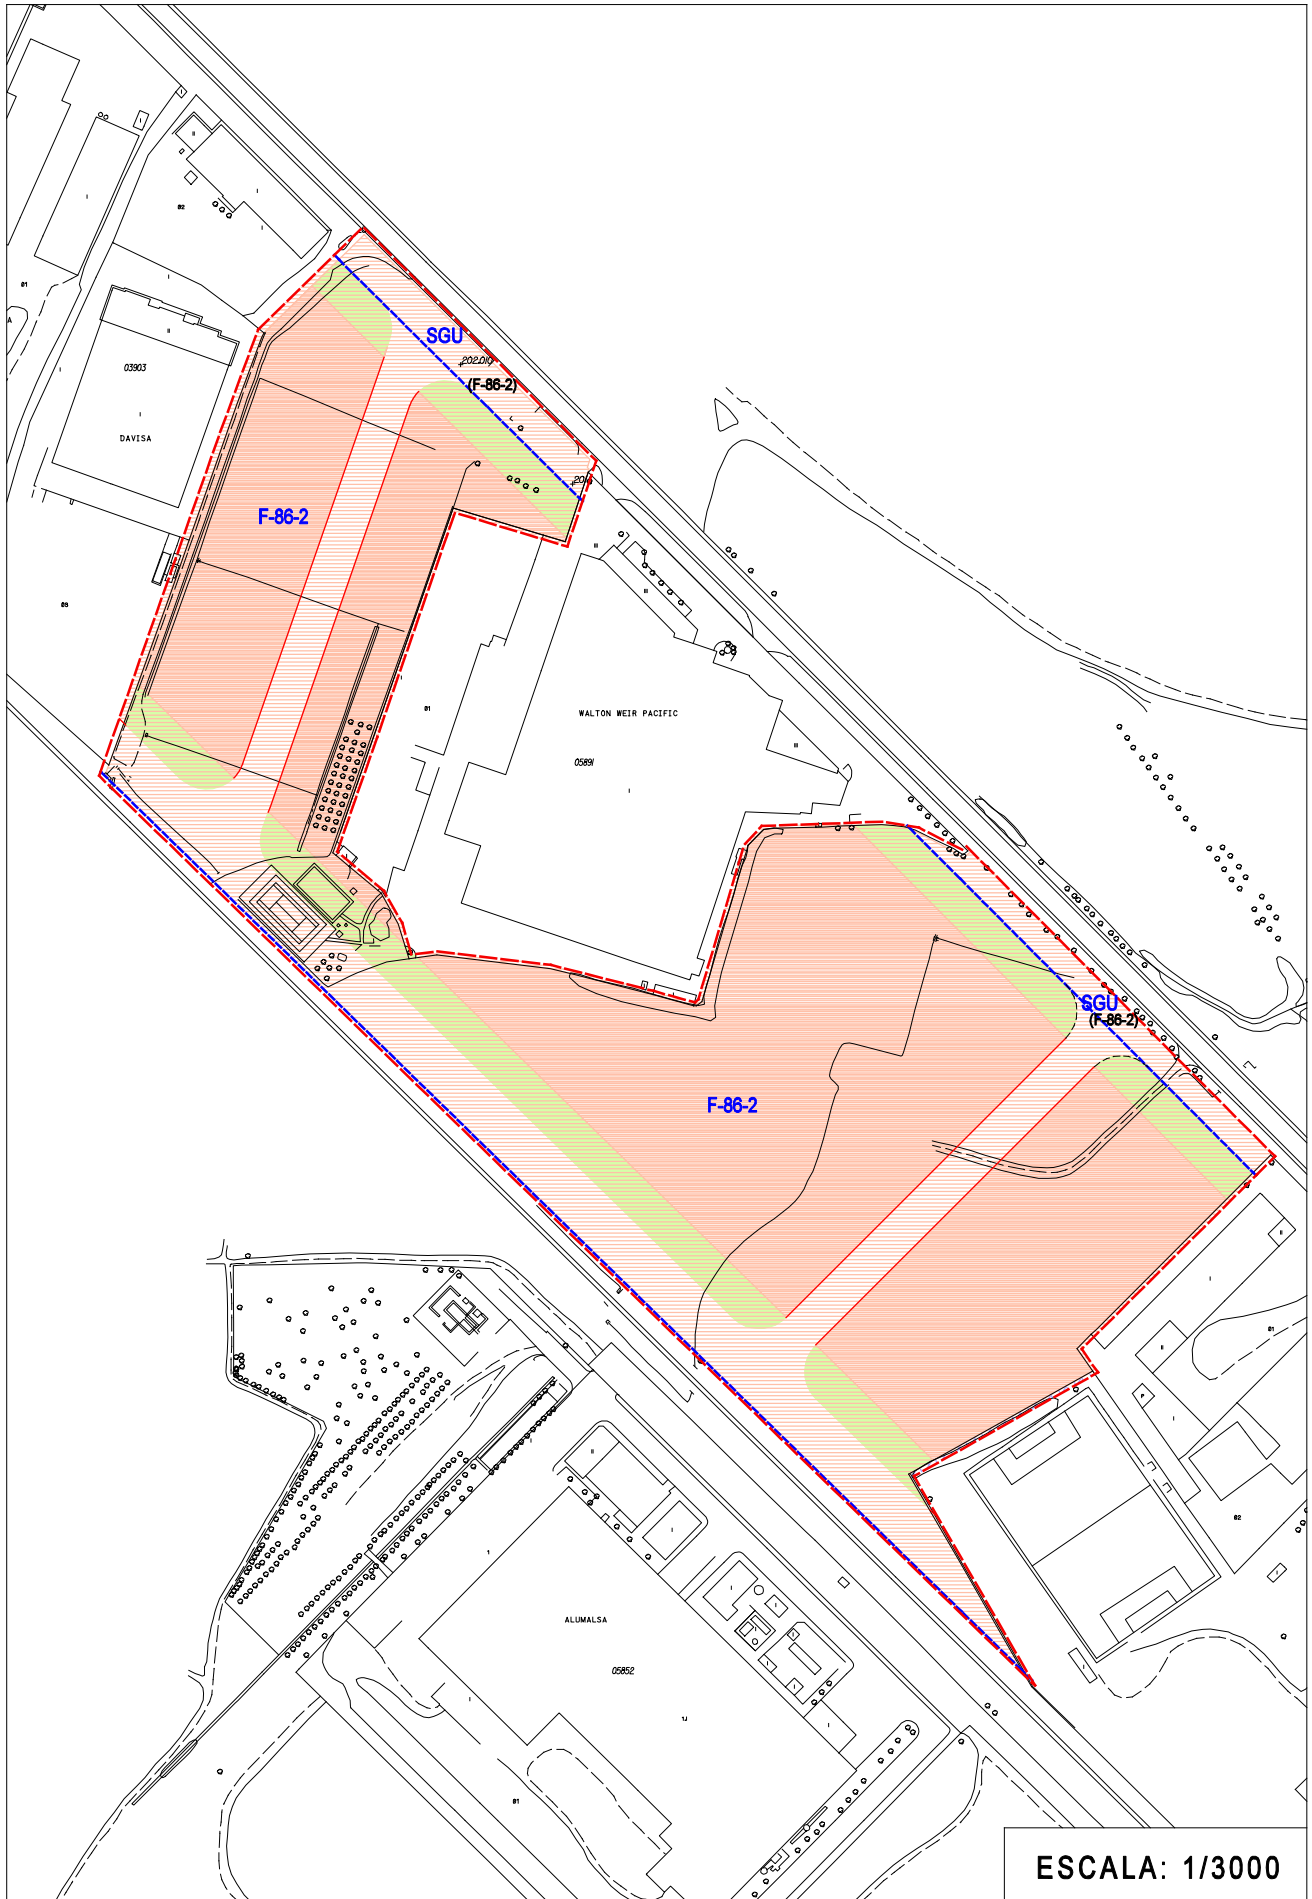 SGU
202.010
(F-86-2)
03903
DAVISA
F-86-2
WALTON WEIR PACIFIC
05891
SGU
(F-86-2)
F-86-2
ALUMALSA
05852
ESCALA: 1/3000